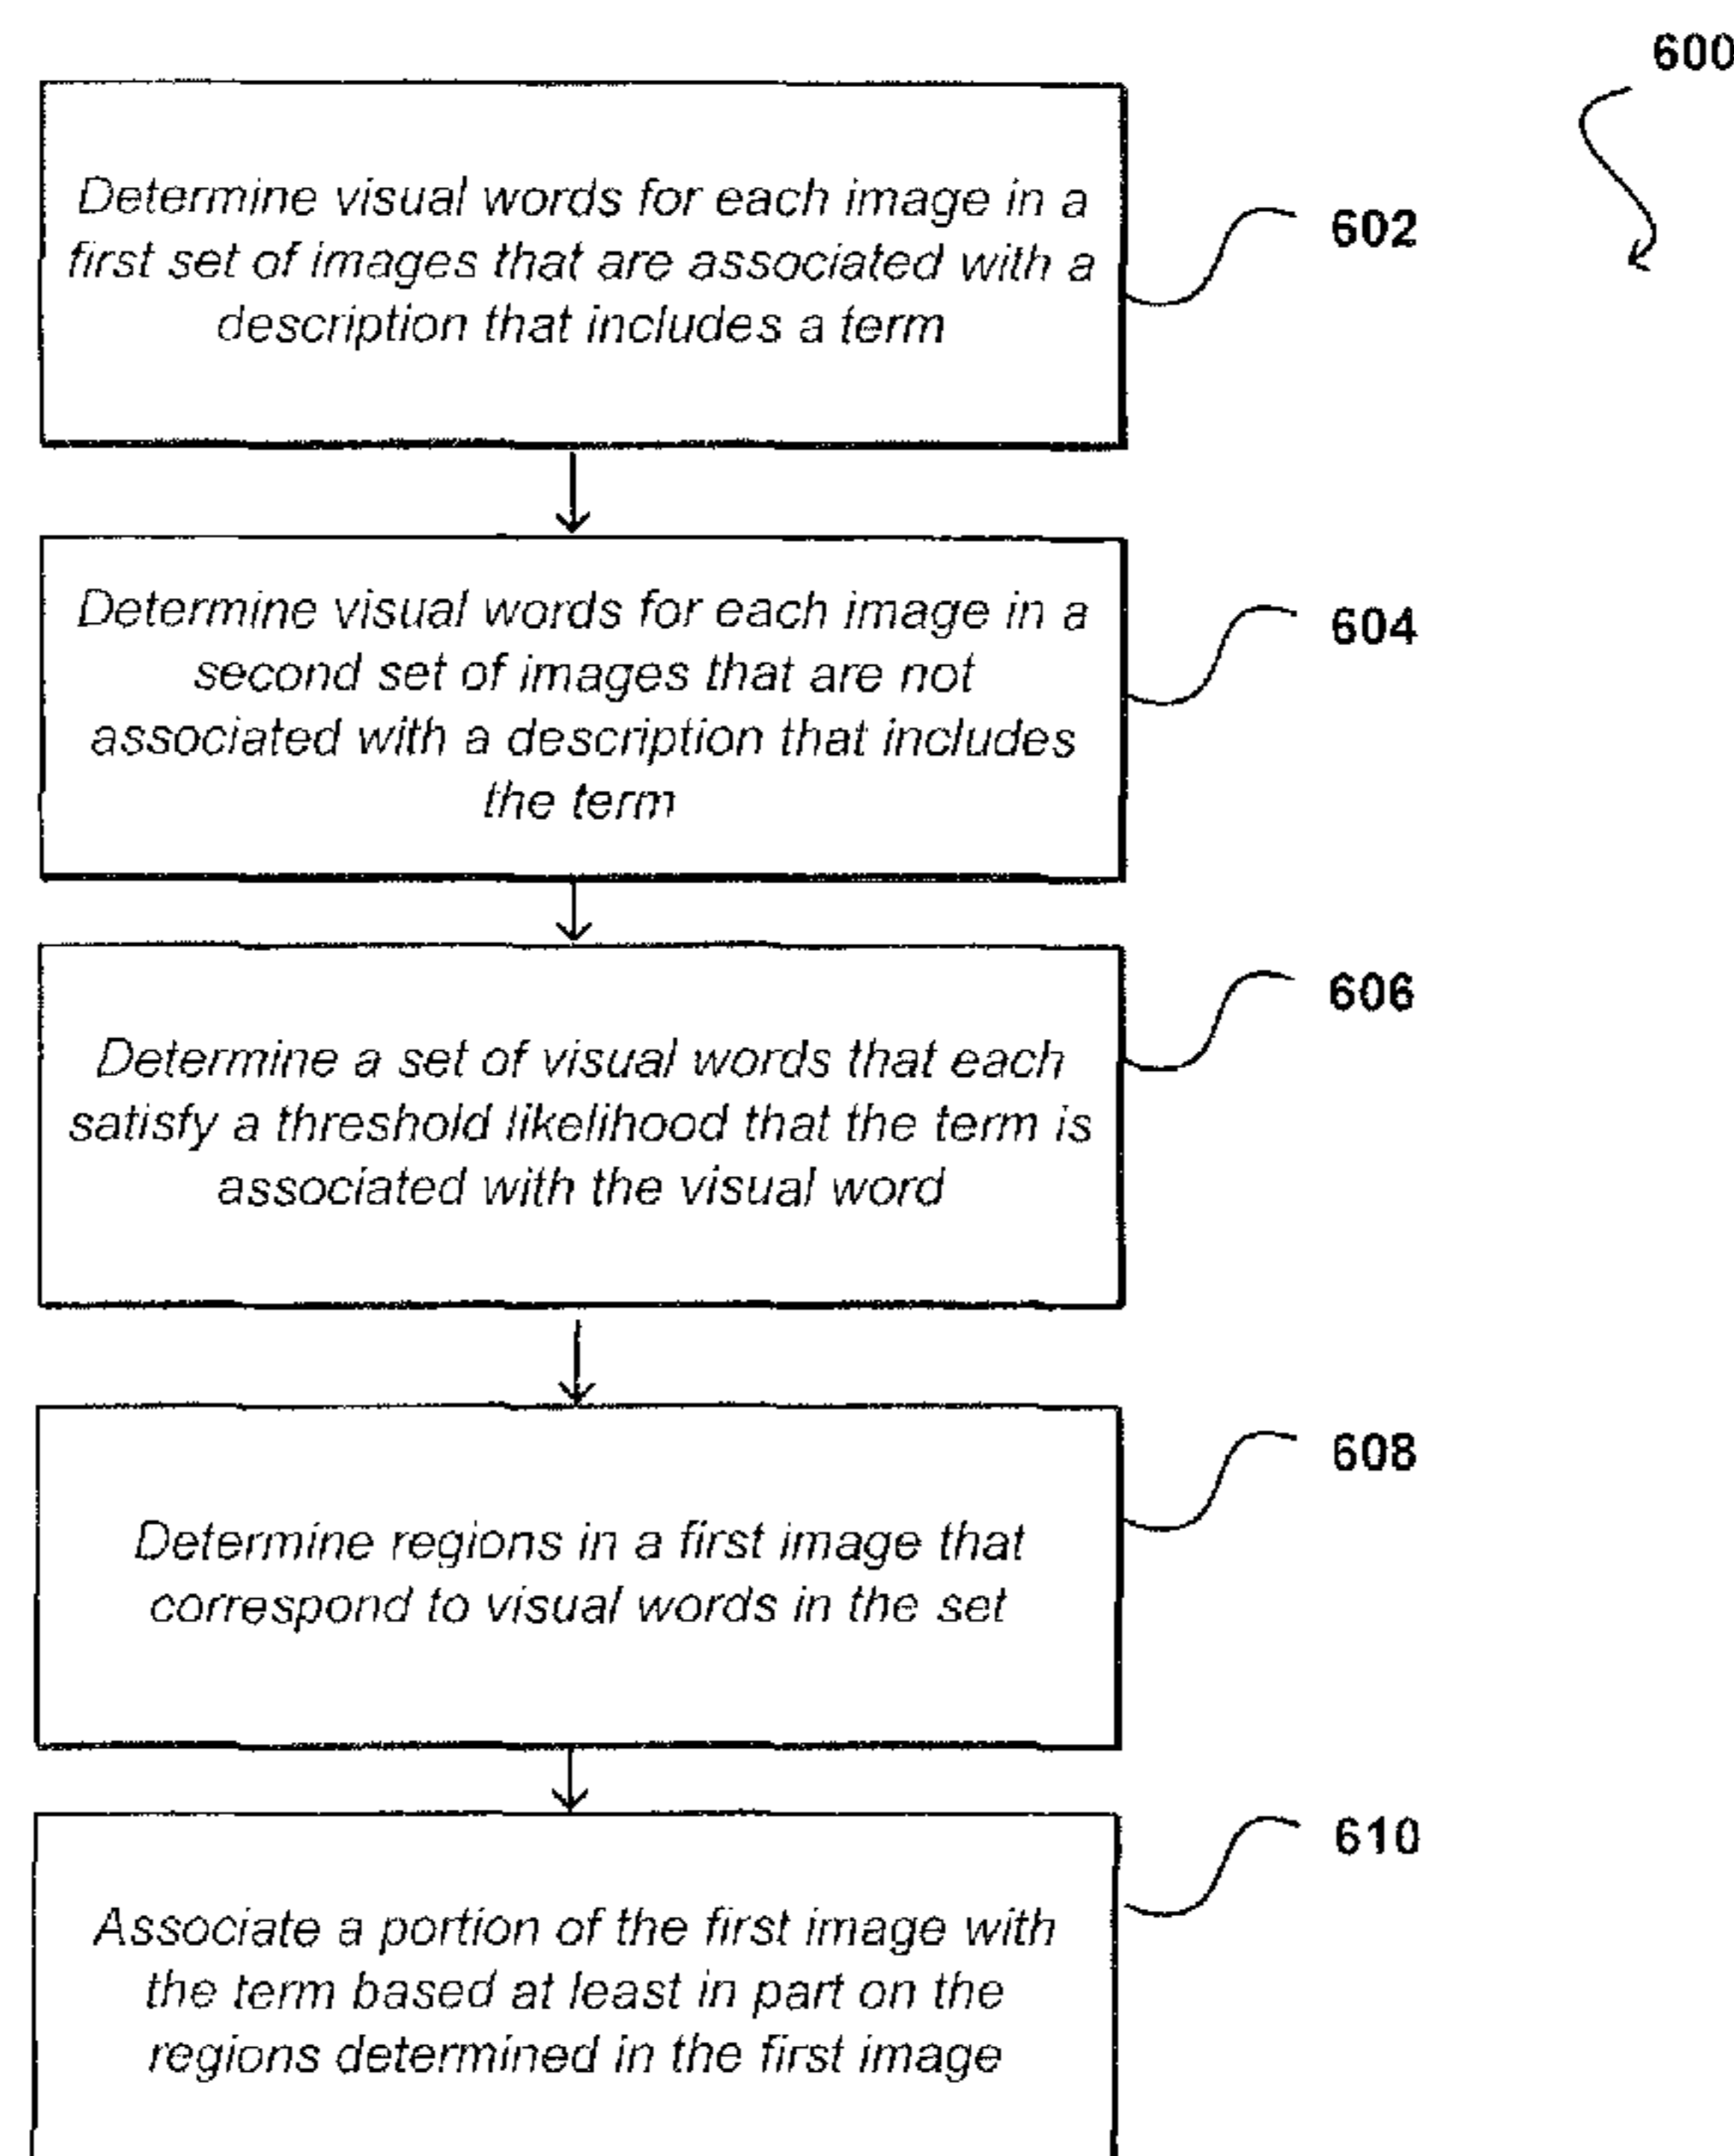 600
Determine visual words for each image in a
first set of images that are associated with a
description that includes a term
602
Determine visual words for each image in a
second set of images that are not
associated with a description that includes
the term
604
Determine a set of visual words that each
satisfy a threshold likelihood that the term is
associated with the visual word
606
Determine regions in a first image that
correspond to visual words in the set
608
Associate a portion of the first image with
the term based at least in part on the
regions determined in the first image
610